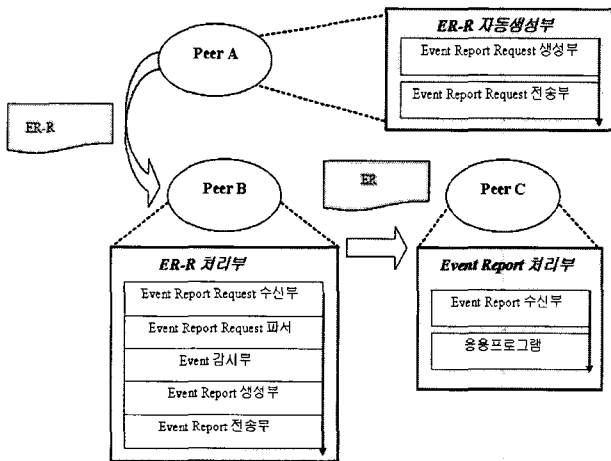 Peer A
ER-R 자동생성부
Event Report Request 생성부
Event Report Request 전송부
ER-R
Peer B
ER
Peer C
ER-R 처리부
Event Report Request 수신부
Event Report Request 파서
Event 감시부
Event Report 생성부
Event Report 전송부
Event Report 처리부
Event Report 수신부
응용프로그램